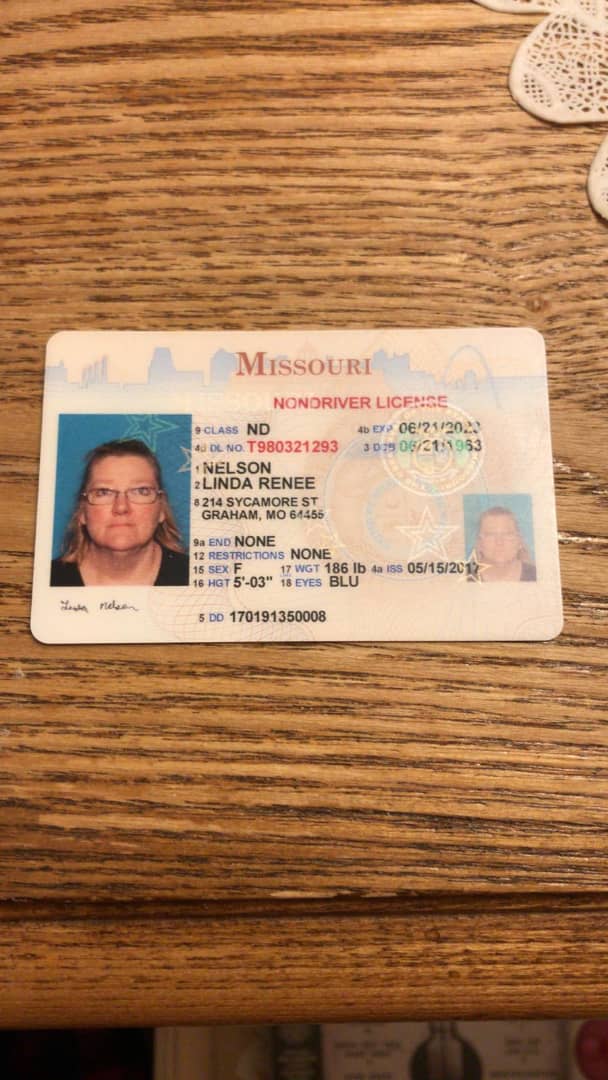 MISSOURI
NONDRIVER LICENSE
9 CLASS ND
4b EXP 06/21/2023
4d DL NO. T980321293
3 DOB 06/21/1963
1 NELSON
2 LINDA RENEE
8 214 SYCAMORE ST
GRAHAM, MO 64455
9a END NONE
12 RESTRICTIONS NONE
15 SEX F
17 WGT 186 lb
4a ISS 05/15/2017
16 HGT 5'-03"
18 EYES BLU
Nelson
5 DD 170191350008